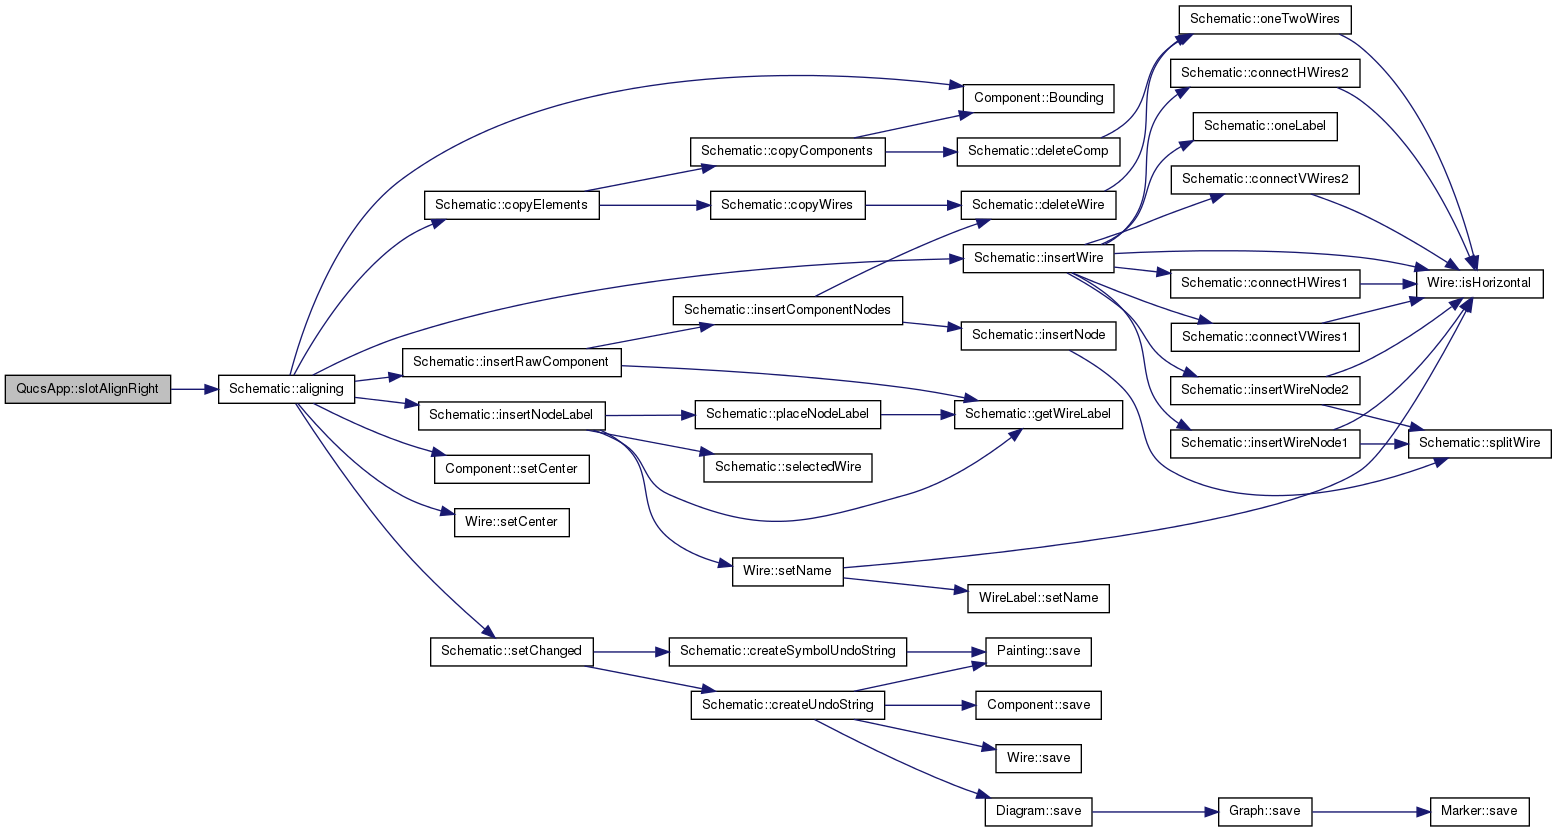 Schematic::oneTwoWires
Schematic::connectHWires2
Component::Bounding
Schematic::oneLabel
Schematic::copyComponents
Schematic::deleteComp
Schematic::connectVWires2
Schematic::copyElements
Schematic::copyWires
Schematic::deleteWire
Schematic::insertWire
Schematic::connectHWires1
Wire::isHorizontal
Schematic::insertComponentNodes
Schematic::insertNode
Schematic::connectVWires1
Schematic::insertRawComponent
QucsApp::slotAlignRight
Schematic::aligning
Schematic::insertWireNode2
Schematic::insertNodeLabel
Schematic::placeNodeLabel
Schematic::getWireLabel
Schematic::insertWireNode1
Schematic::splitWire
Component::setCenter
Schematic::selectedWire
Wire::setCenter
Wire::setName
WireLabel::setName
Schematic::setChanged
Schematic::createSymbolUndoString
Painting::save
Schematic::createUndoString
Component::save
Wire::save
Diagram::save
Graph::save
Marker::save